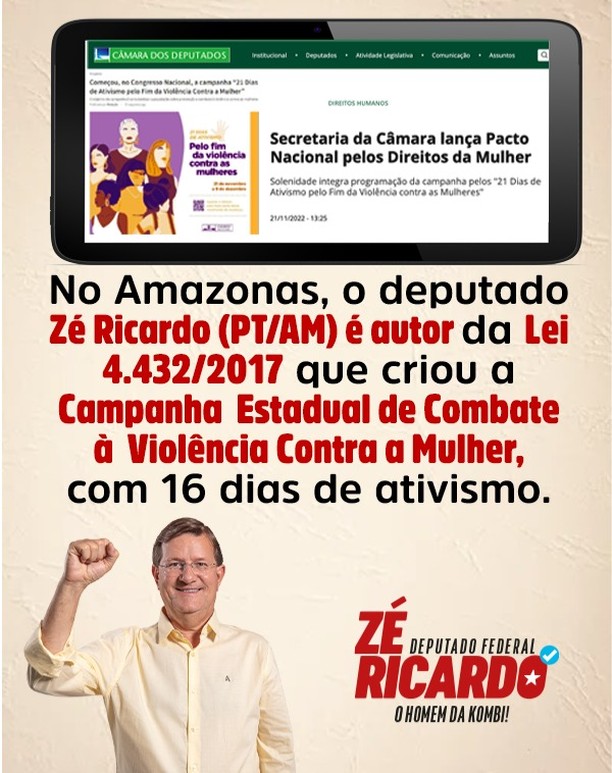 CÂMARA DOS DEPUTADOS
Institucional • Deputados • Atividade Legislativa • Comunicação • Assuntos
Começou, no Congresso Nacional, a campanha "21 Dias
de Ativismo pelo Fim da Violência Contra a Mulher"
21 DIAS
DE ATIVISMO
Pelo fim
da violência
contra as
mulheres
DIREITOS HUMANOS
Secretaria da Câmara lança Pacto
Nacional pelos Direitos da Mulher
Solenidade integra programação da campanha pelos "21 Dias de
Ativismo pelo Fim da Violência contra as Mulheres"
21/11/2022 - 13:25
No Amazonas, o deputado
Zé Ricardo (PT/AM) é autor da Lei
4.432/2017 que criou a
Campanha Estadual de Combate
à Violência Contra a Mulher,
com 16 dias de ativismo.
ZÉ
DEPUTADO FEDERAL
RICARDO
O HOMEM DA KOMBI!